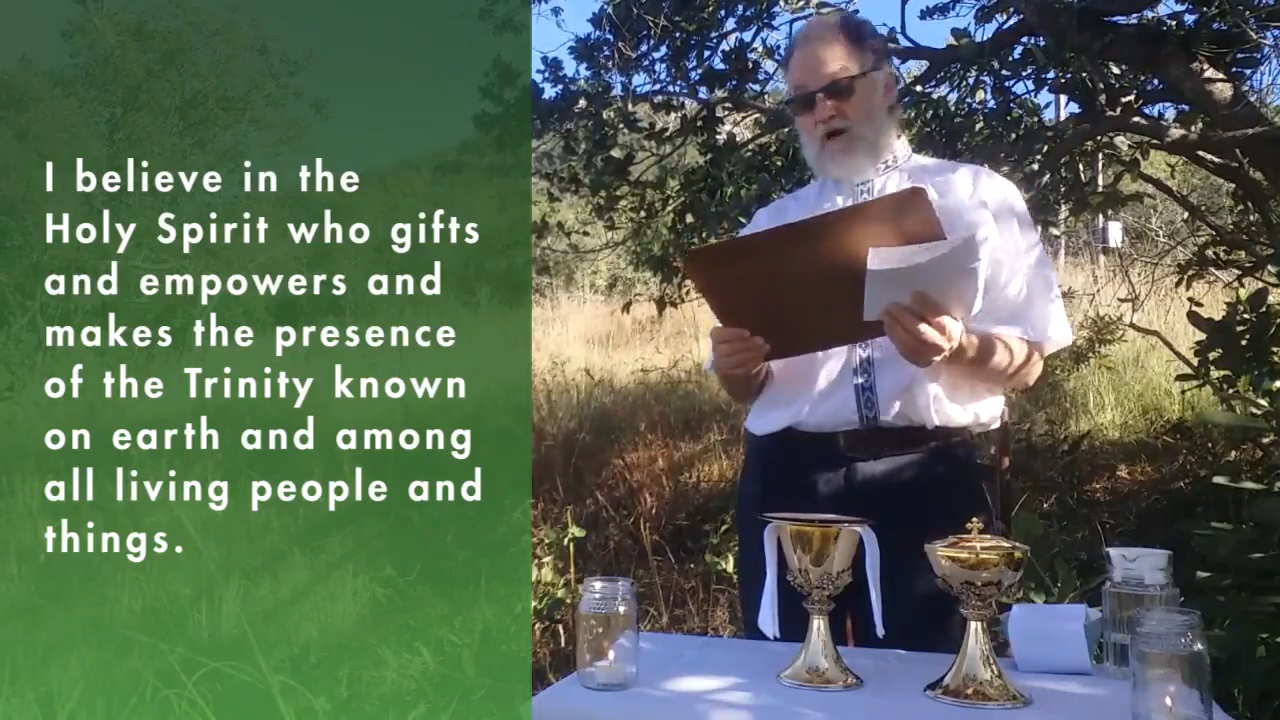 I believe in the
Holy Spirit who gifts
and empowers and
makes the presence
of the Trinity known
on earth and among
all living people and
things.